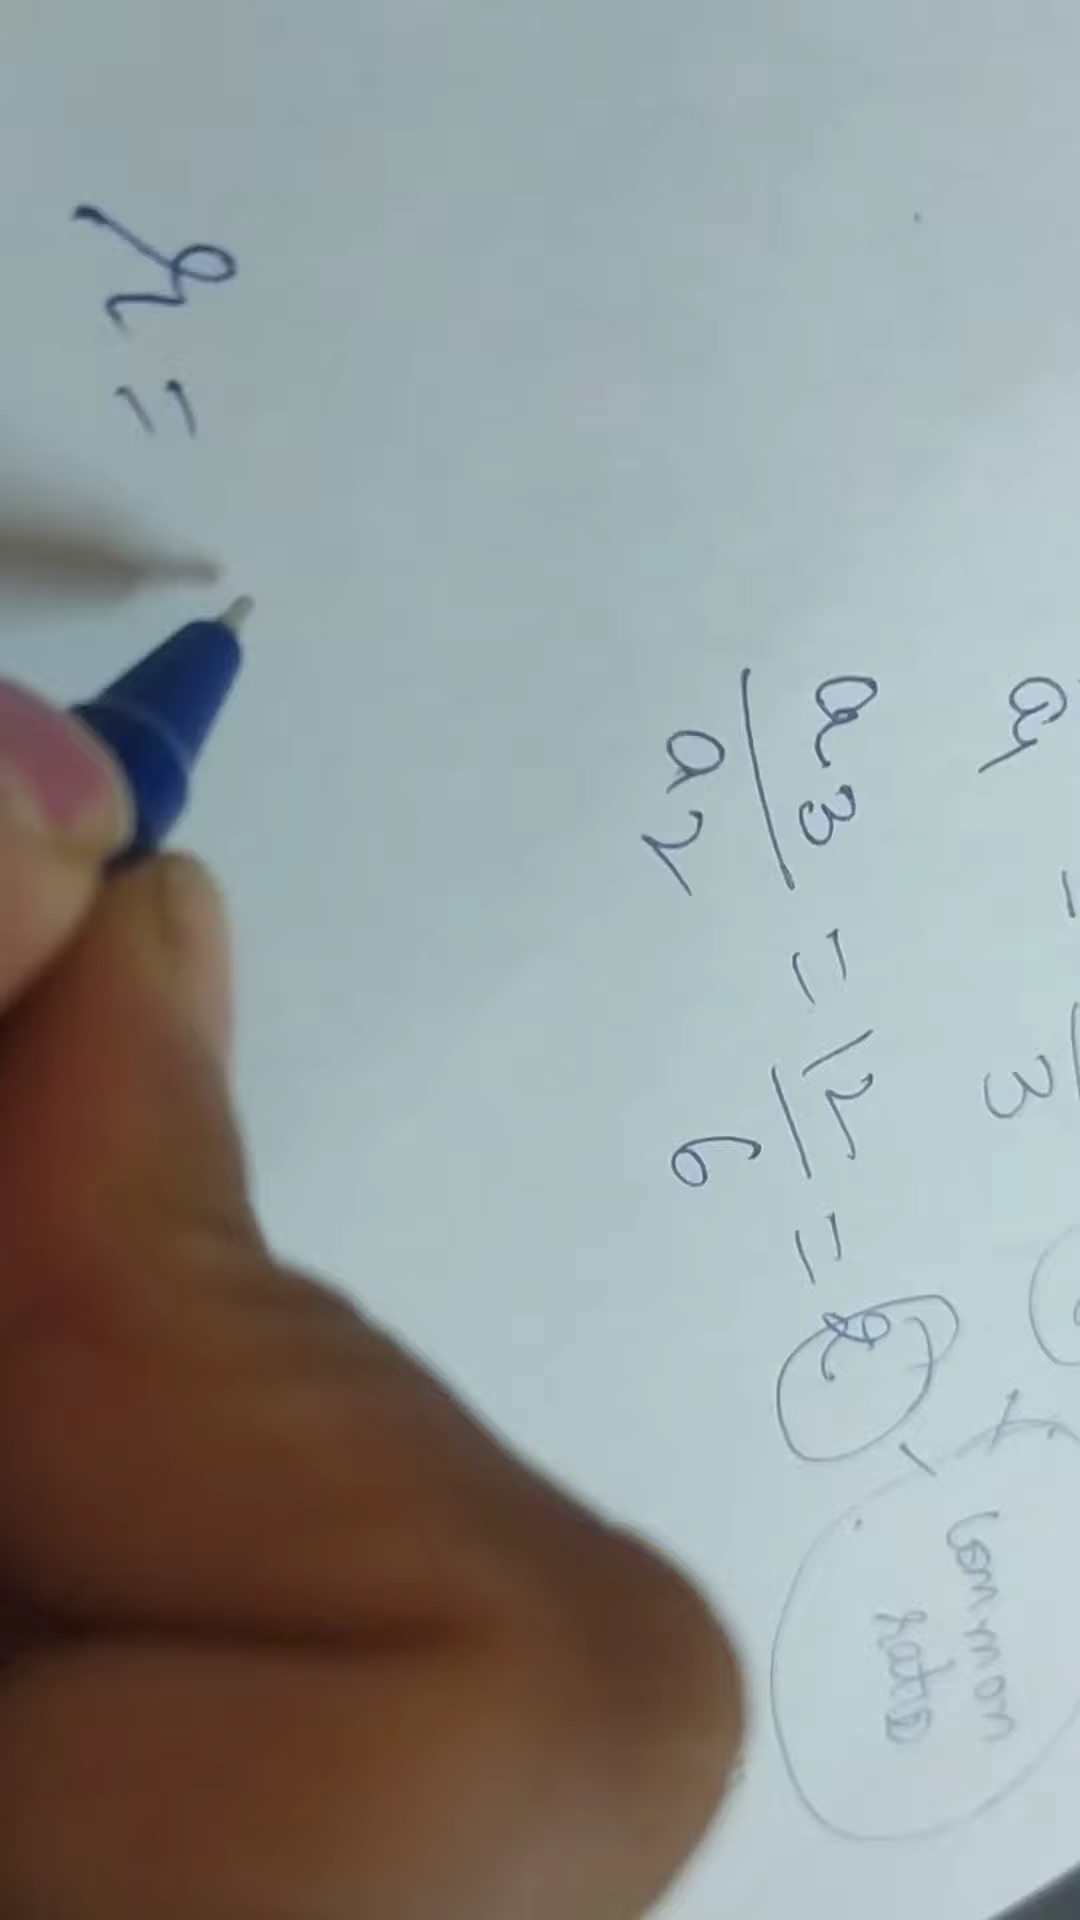 a₁ = 3
a3/a2 = 12/6 = 2
Common
ratio
r =